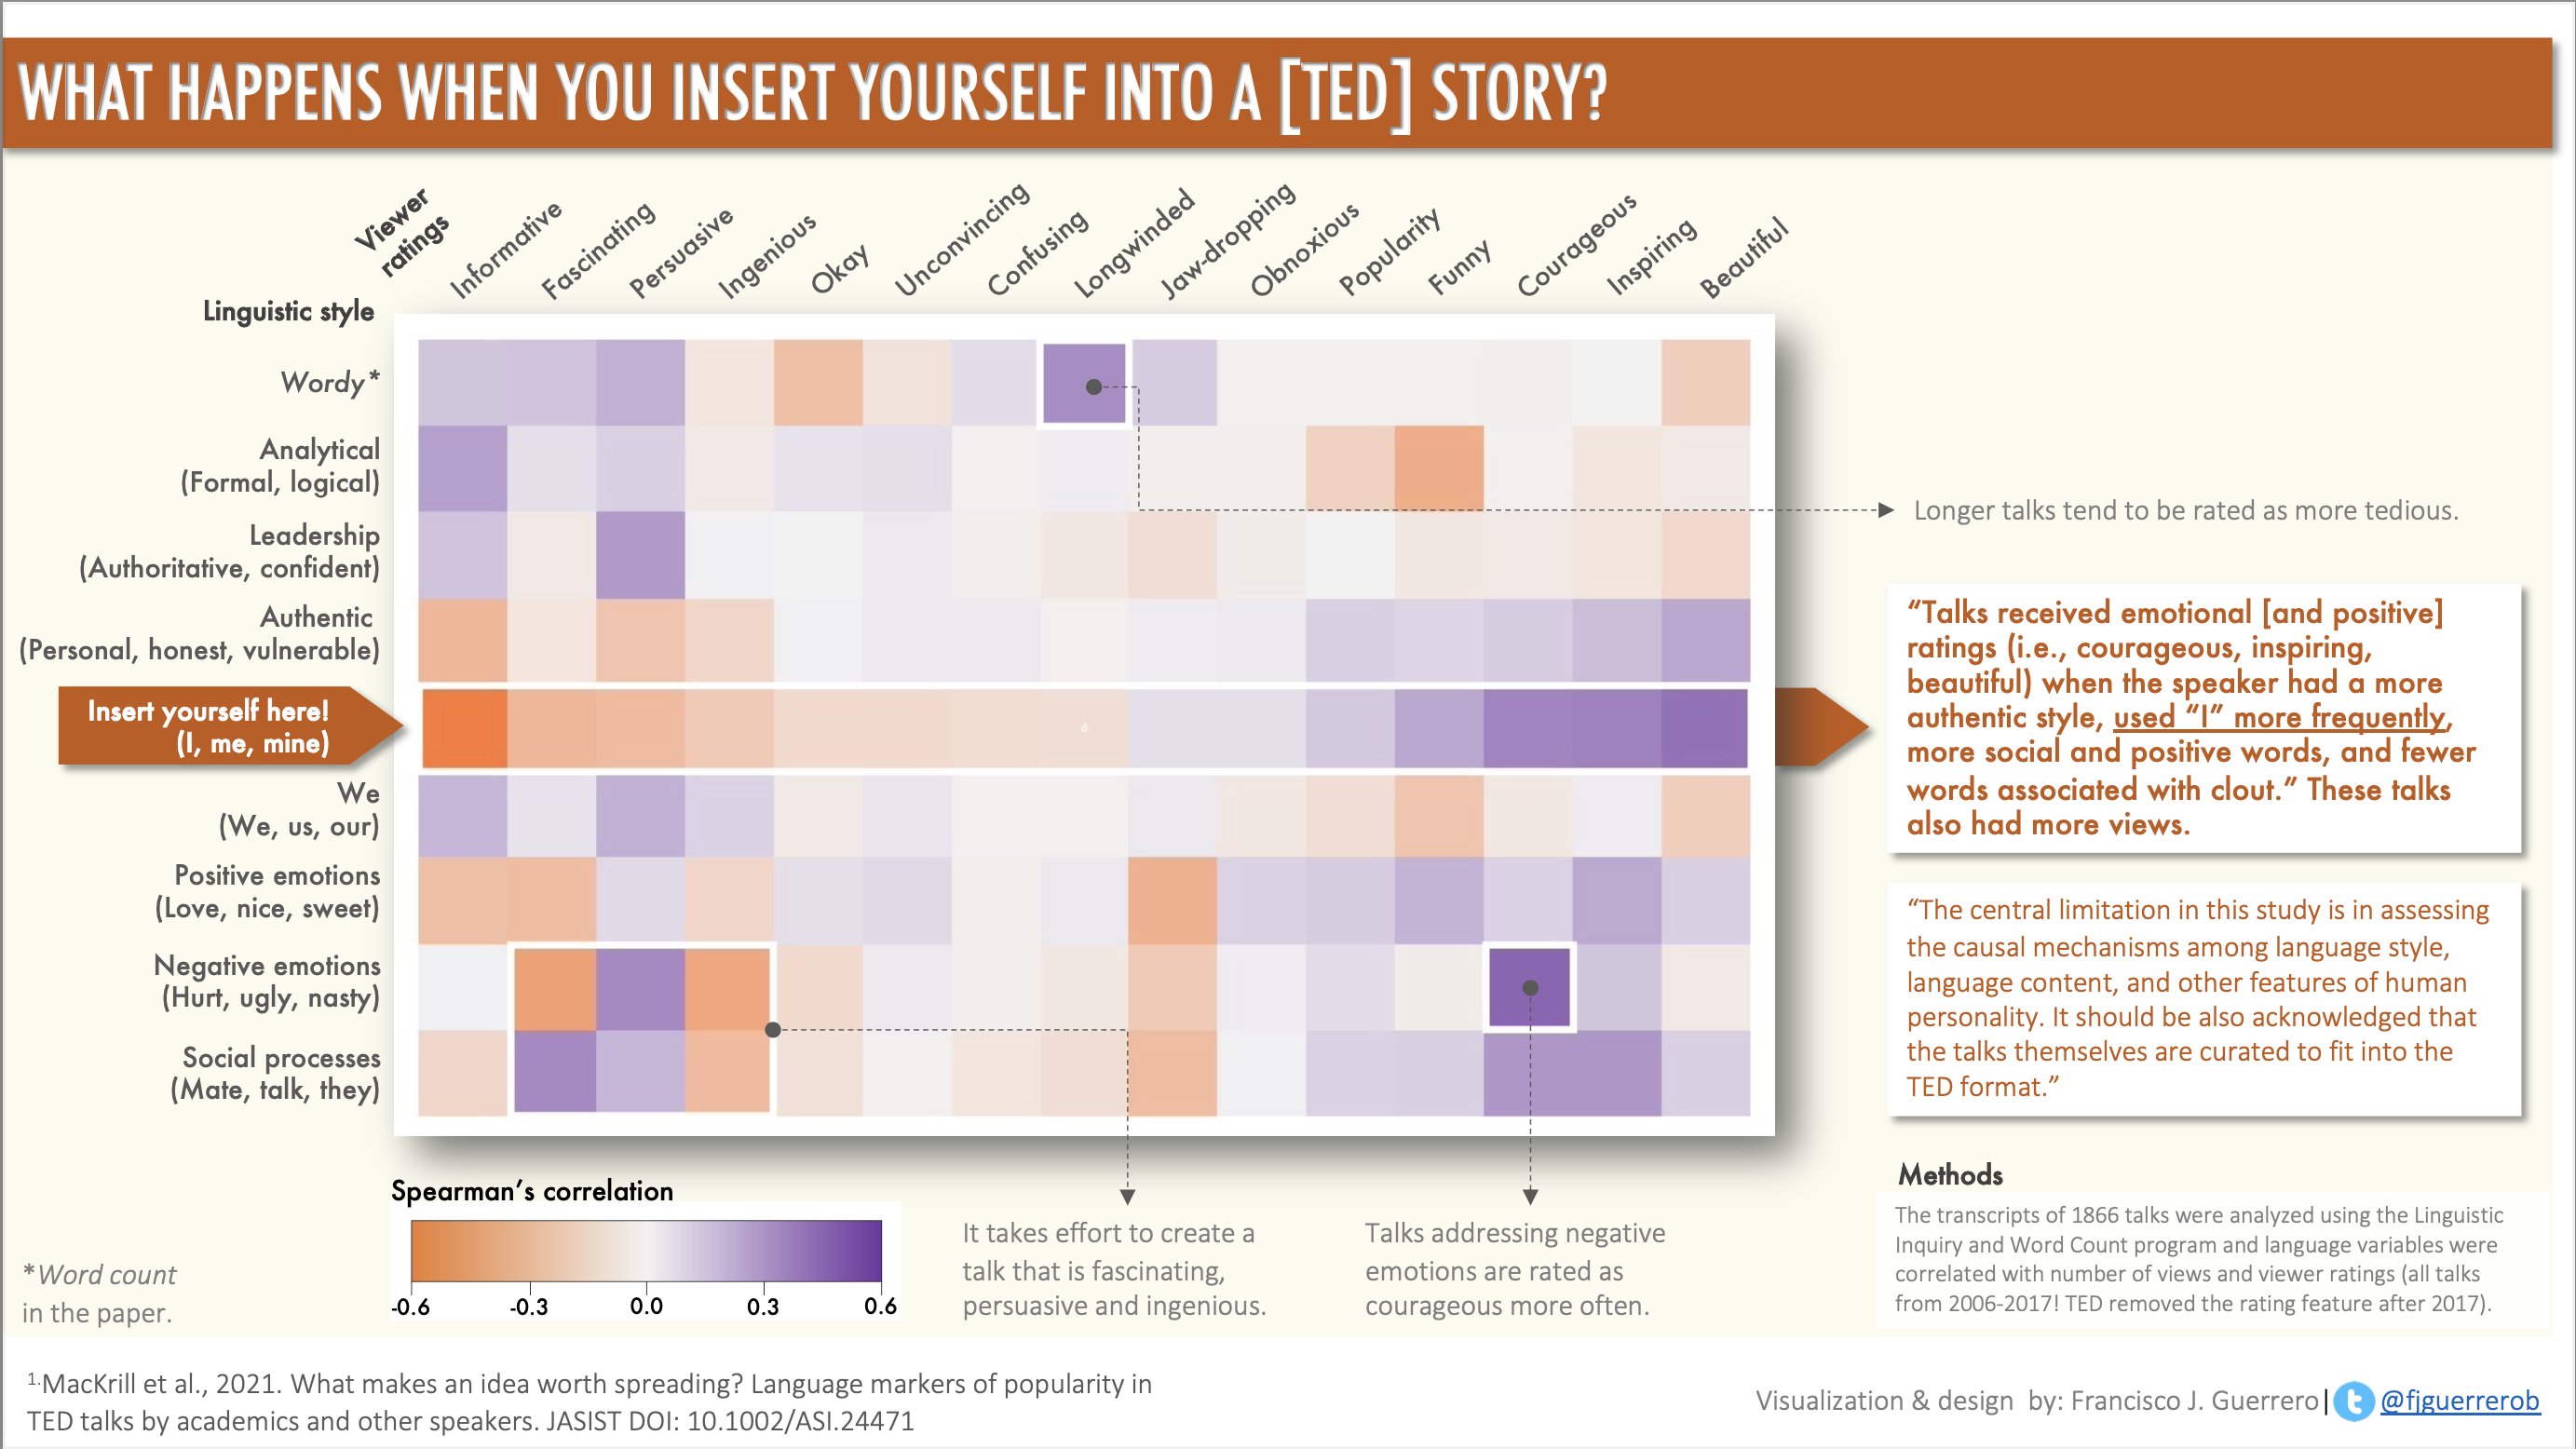 WHAT HAPPENS WHEN YOU INSERT YOURSELF INTO A [TED] STORY?
Viewer
ratings
Informative
Fascinating
Persuasive
Ingenious
Okay
Unconvincing
Confusing
Longwinded
Jaw-dropping
Obnoxious
Popularity
Funny
Courageous
Inspiring
Beautiful
Linguistic style
Wordy*
Analytical
(Formal, logical)
Leadership
(Authoritative, confident)
Authentic
(Personal, honest, vulnerable)
Insert yourself here!
(I, me, mine)
We
(We, us, our)
Positive emotions
(Love, nice, sweet)
Negative emotions
(Hurt, ugly, nasty)
Social processes
(Mate, talk, they)
Longer talks tend to be rated as more tedious.
“Talks received emotional [and positive]
ratings (i.e., courageous, inspiring,
beautiful) when the speaker had a more
authentic style, used “I” more frequently,
more social and positive words, and fewer
words associated with clout.” These talks
also had more views.
“The central limitation in this study is in assessing
the causal mechanisms among language style,
language content, and other features of human
personality. It should be also acknowledged that
the talks themselves are curated to fit into the
TED format.”
Spearman’s correlation
-0.6 -0.3 0.0 0.3 0.6
*Word count
in the paper.
It takes effort to create a
talk that is fascinating,
persuasive and ingenious.
Talks addressing negative
emotions are rated as
courageous more often.
Methods
The transcripts of 1866 talks were analyzed using the Linguistic
Inquiry and Word Count program and language variables were
correlated with number of views and viewer ratings (all talks
from 2006-2017! TED removed the rating feature after 2017).
1.MacKrill et al., 2021. What makes an idea worth spreading? Language markers of popularity in
TED talks by academics and other speakers. JASIST DOI: 10.1002/ASI.24471
Visualization & design by: Francisco J. Guerrero| @fjguerrerob